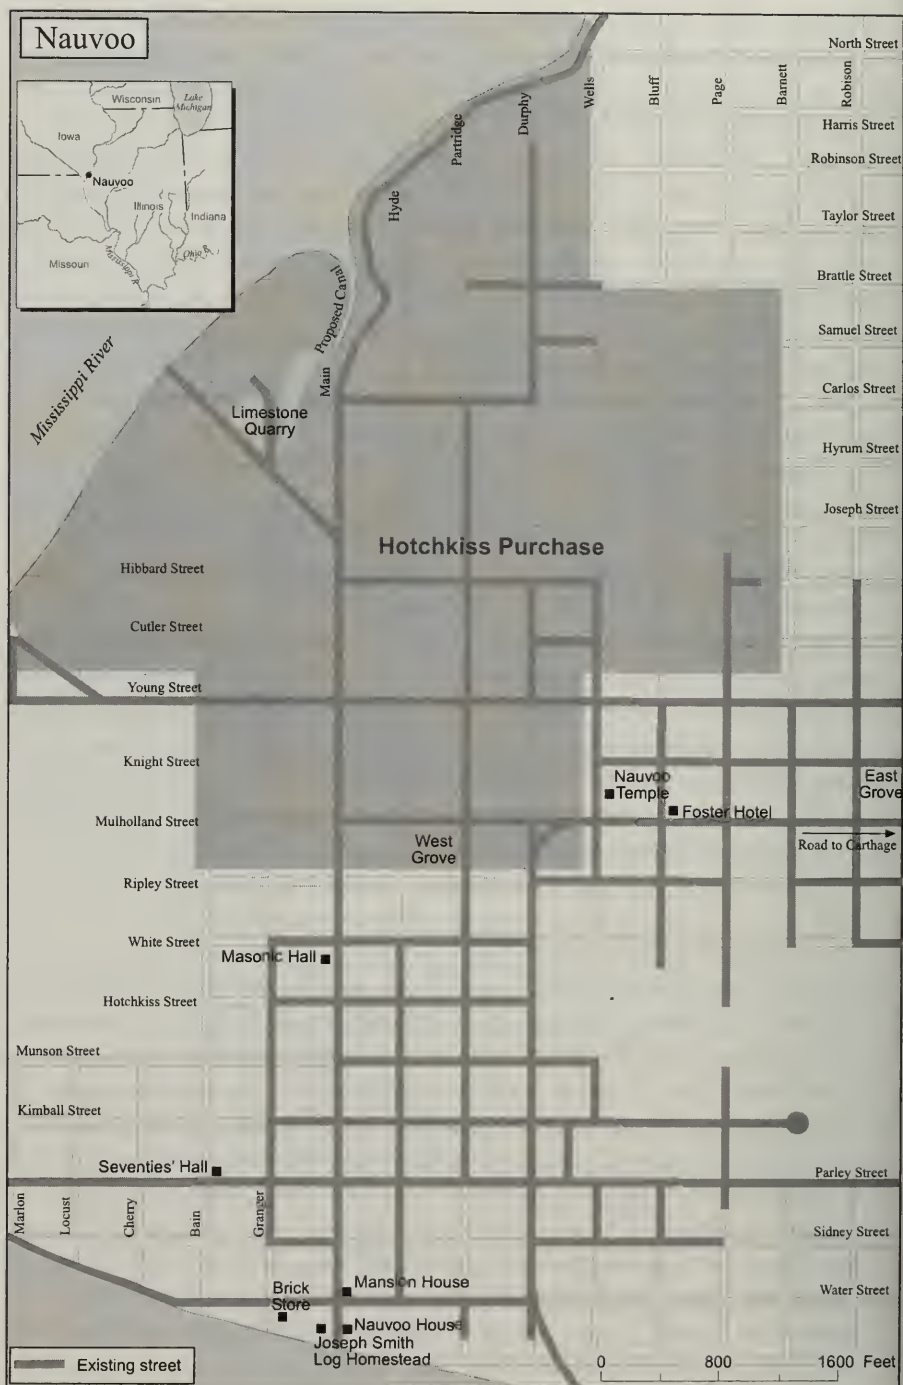 Nauvoo
Wisconsin
Lake
Michigan
Iowa
Nauvoo
Illinois
Indiana
Missouri
Mississippi R.
Ohio R.
North Street
Wells
Bluff
Page
Barnett
Robison
Durphy
Partridge
Hyde
Harris Street
Robinson Street
Taylor Street
Brattle Street
Proposed Canal
Main
Samuel Street
Mississippi River
Carlos Street
Limestone
Quarry
Hyrum Street
Joseph Street
Hotchkiss Purchase
Hibbard Street
Cutler Street
Young Street
Knight Street
Nauvoo
Temple
East
Grove
Foster Hotel
Mulholland Street
West
Grove
Road to Carthage
Ripley Street
White Street
Masonic Hall
Hotchkiss Street
Munson Street
Kimball Street
Seventies' Hall
Parley Street
Marlon
Locust
Cherry
Bain
Granger
Sidney Street
Mansion House
Water Street
Brick
Store
Nauvoo House
Joseph Smith
Log Homestead
Existing street
0 800 1600 Feet